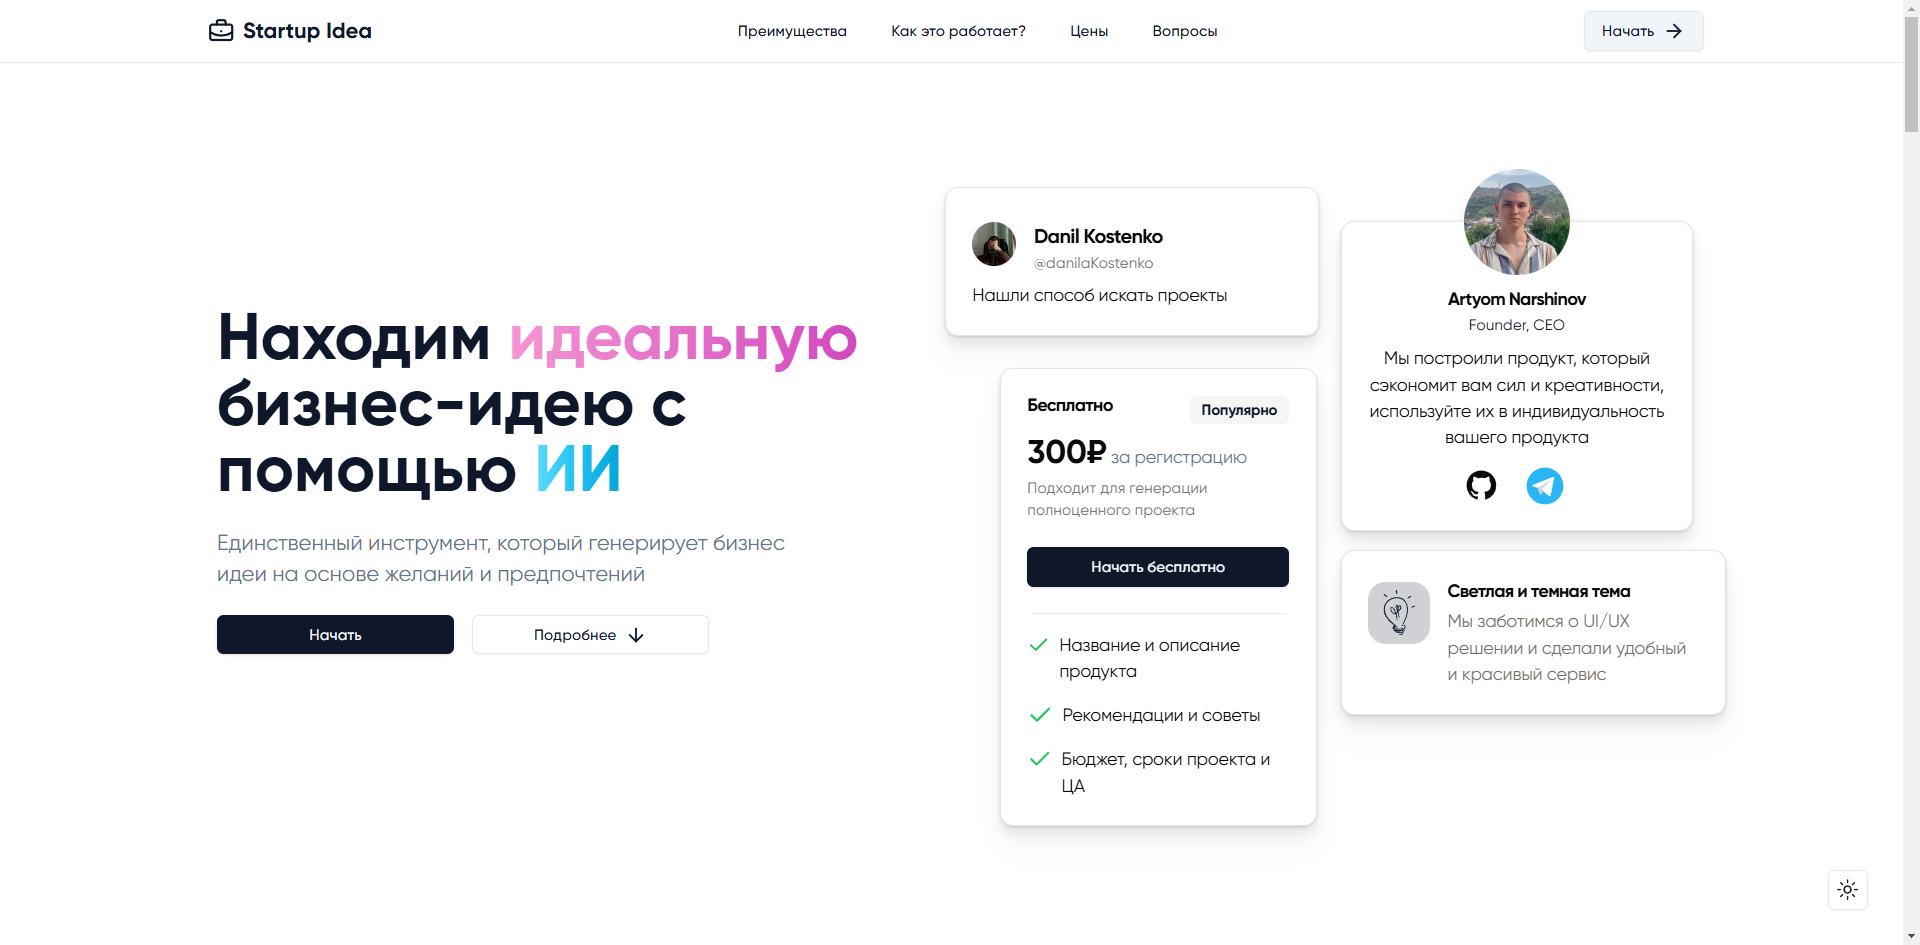 Startup Idea
Преимущества
Как это работает?
Цены
Вопросы
Начать
Находим идеальную
бизнес-идею с
помощью ИИ
Единственный инструмент, который генерирует бизнес
идеи на основе желаний и предпочтений
Начать
Подробнее
Danil Kostenko
@danilaKostenko
Нашли способ искать проекты
Бесплатно
Популярно
300₽ за регистрацию
Подходит для генерации
полноценного проекта
Начать бесплатно
Название и описание
продукта
Рекомендации и советы
Бюджет, сроки проекта и
ЦА
Artyom Narshinov
Founder, CEO
Мы построили продукт, который
сэкономит вам сил и креативности,
используйте их в индивидуальность
вашего продукта
Светлая и темная тема
Мы заботимся о UI/UX
решении и сделали удобный
и красивый сервис